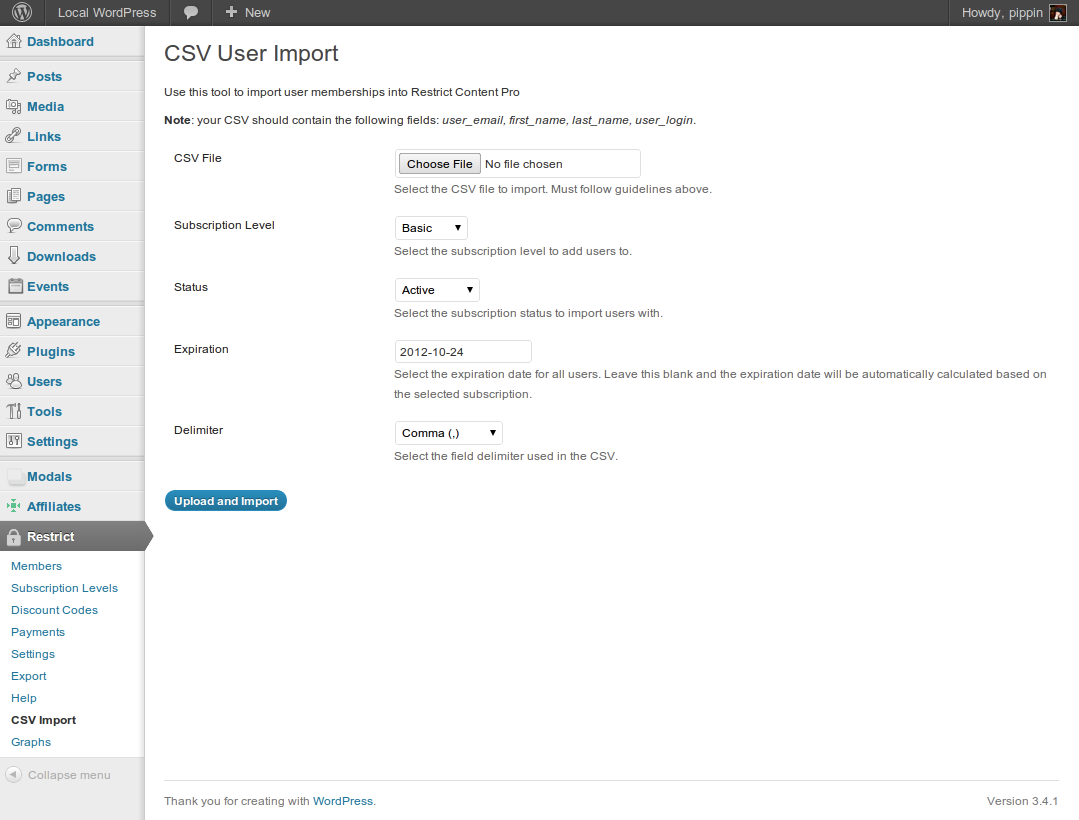 Local WordPress
New
Howdy, pippin
Dashboard
Posts
Media
Links
Forms
Pages
Comments
Downloads
Events
Appearance
Plugins
Users
Tools
Settings
Modals
Affiliates
Restrict
Members
Subscription Levels
Discount Codes
Payments
Settings
Export
Help
CSV Import
Graphs
Collapse menu
CSV User Import
Use this tool to import user memberships into Restrict Content Pro
Note: your CSV should contain the following fields: user_email, first_name, last_name, user_login.
CSV File
Choose File No file chosen
Select the CSV file to import. Must follow guidelines above.
Subscription Level
Basic
Select the subscription level to add users to.
Status
Active
Select the subscription status to import users with.
Expiration
2012-10-24
Select the expiration date for all users. Leave this blank and the expiration date will be automatically calculated based on
the selected subscription.
Delimiter
Comma (,)
Select the field delimiter used in the CSV.
Upload and Import
Thank you for creating with WordPress.
Version 3.4.1